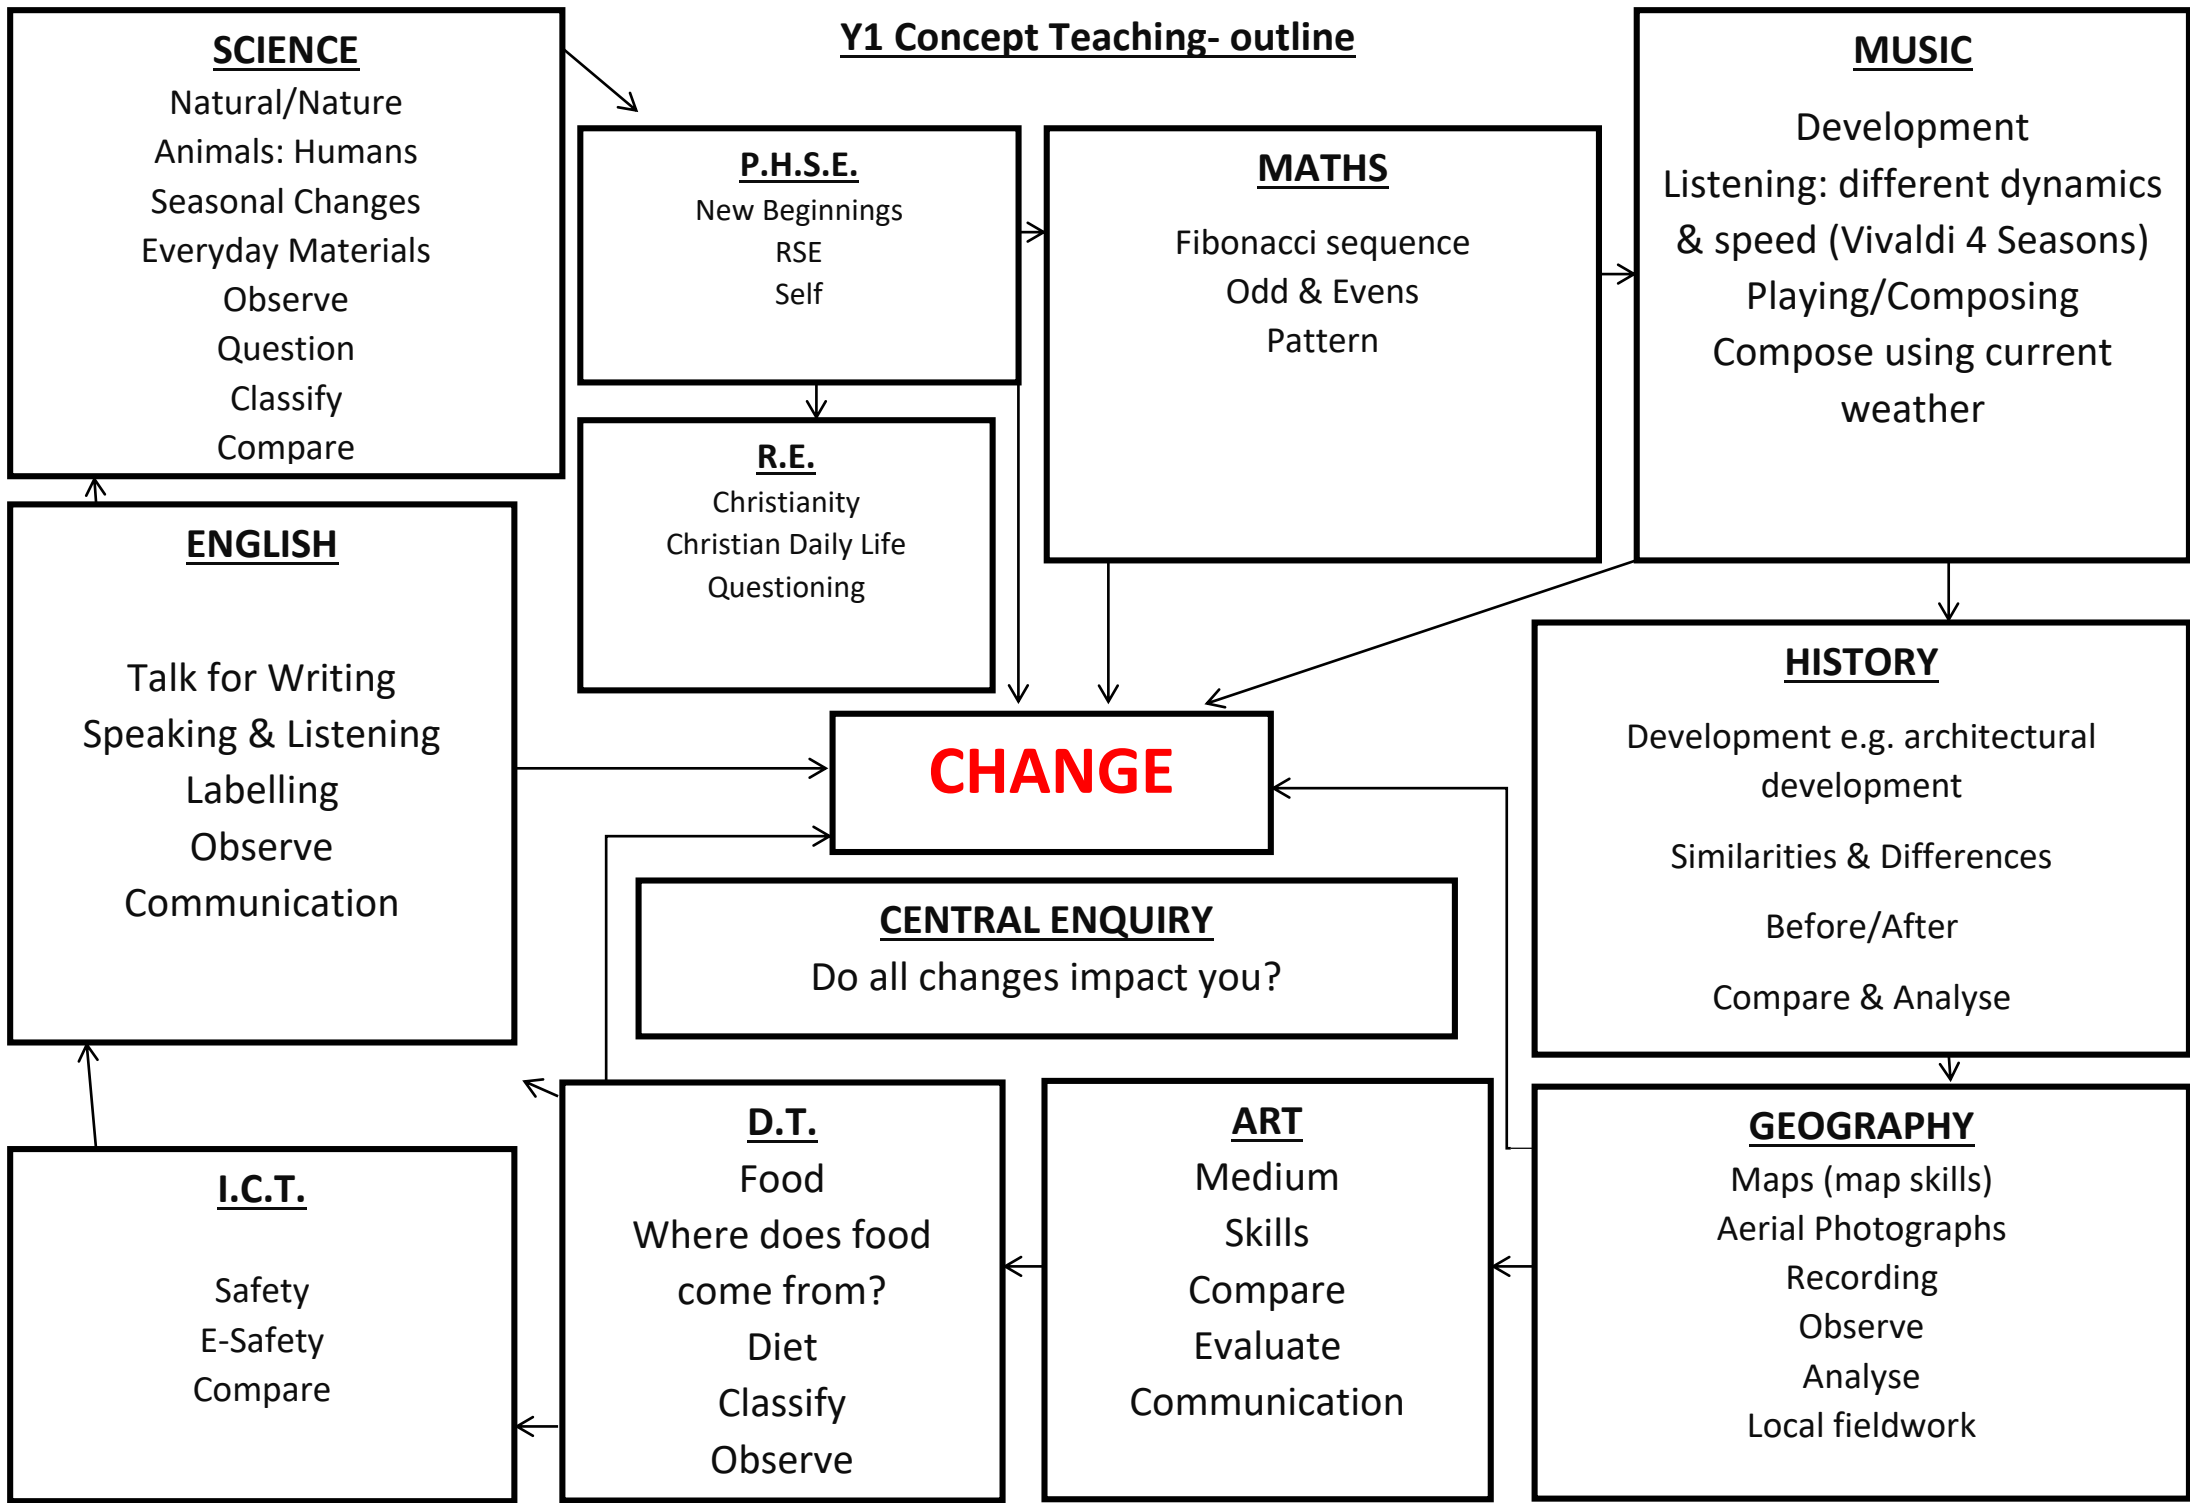 Y1 Concept Teaching- outline
SCIENCE
Natural/Nature
Animals: Humans
Seasonal Changes
Everyday Materials
Observe
Question
Classify
Compare
P.H.S.E.
New Beginnings
RSE
Self
MATHS
Fibonacci sequence
Odd & Evens
Pattern
MUSIC
Development
Listening: different dynamics
& speed (Vivaldi 4 Seasons)
Playing/Composing
Compose using current
weather
R.E.
Christianity
Christian Daily Life
Questioning
ENGLISH
Talk for Writing
Speaking & Listening
Labelling
Observe
Communication
CHANGE
HISTORY
Development e.g. architectural
development
Similarities & Differences
Before/After
Compare & Analyse
CENTRAL ENQUIRY
Do all changes impact you?
I.C.T.
Safety
E-Safety
Compare
D.T.
Food
Where does food
come from?
Diet
Classify
Observe
ART
Medium
Skills
Compare
Evaluate
Communication
GEOGRAPHY
Maps (map skills)
Aerial Photographs
Recording
Observe
Analyse
Local fieldwork